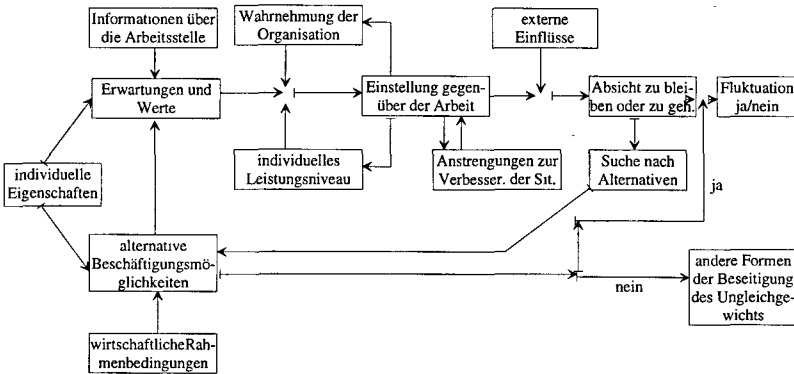 Informationen über
die Arbeitsstelle
Wahrnehmung der
Organisation
externe
Einflüsse
Erwartungen und
Werte
Einstellung gegen-
über der Arbeit
Absicht zu blei-
ben oder zu geh.
Fluktuation
ja/nein
individuelle
Eigenschaften
individuelles
Leistungsniveau
Anstrengungen zur
Verbesser. der Sit.
Suche nach
Alternativen
ja
alternative
Beschäftigungsmö-
glichkeiten
nein
andere Formen
der Beseitigung
des Ungleichge-
wichts
wirtschaftliche Rah-
menbedingungen